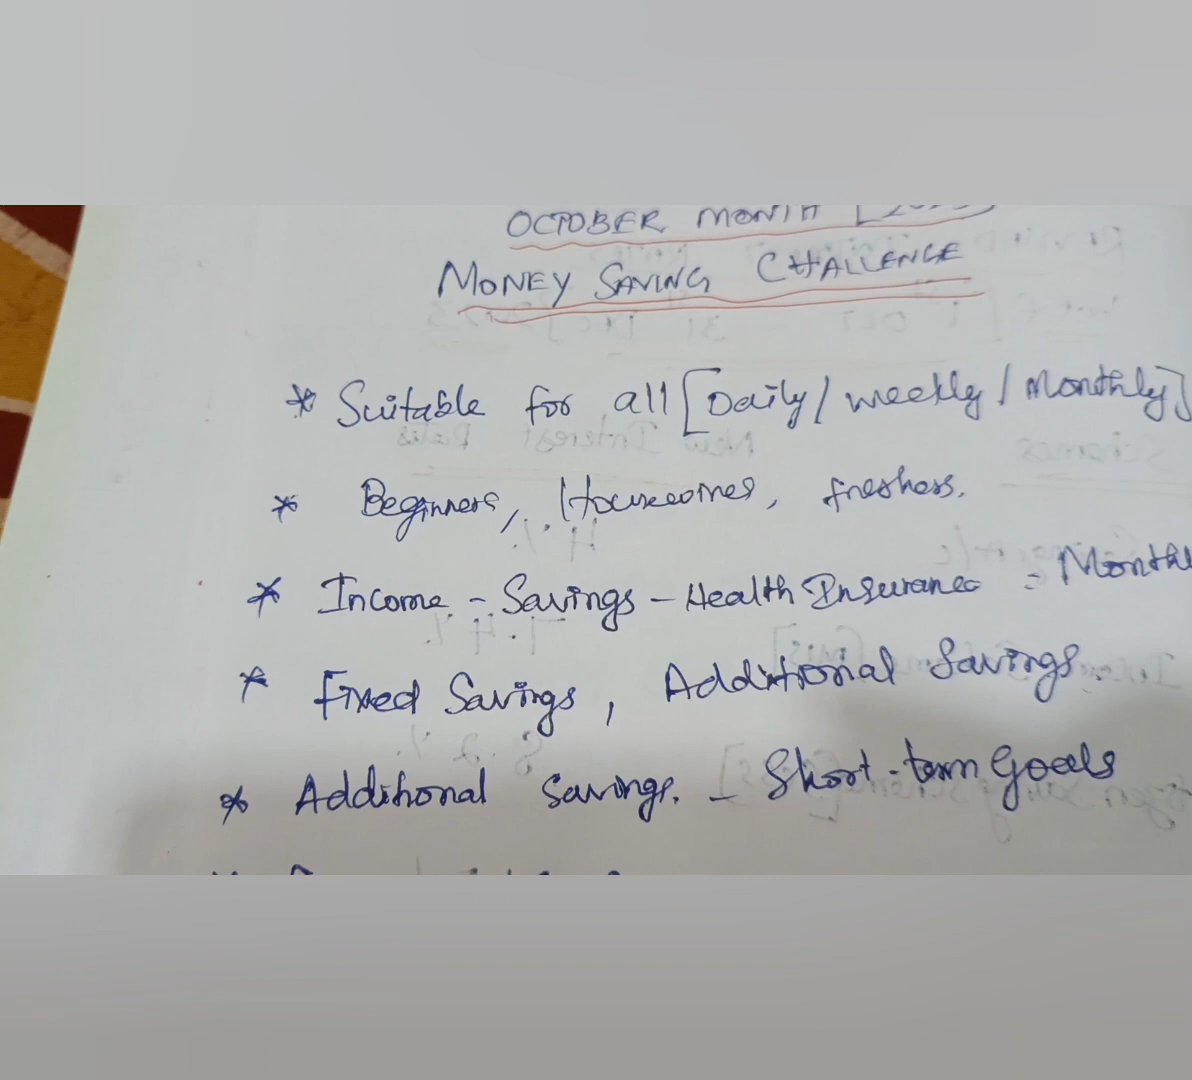 OCTOBER MONTH
MONEY SAVING CHALLENGE
* Suitable for all [Daily/weekly/Monthly]
* Beginners, Housewives, freshers.
* Income - Savings - Health Insurance = Monthl
* Fixed Savings, Additional Savings.
* Additional Savings. - Short-term Goals